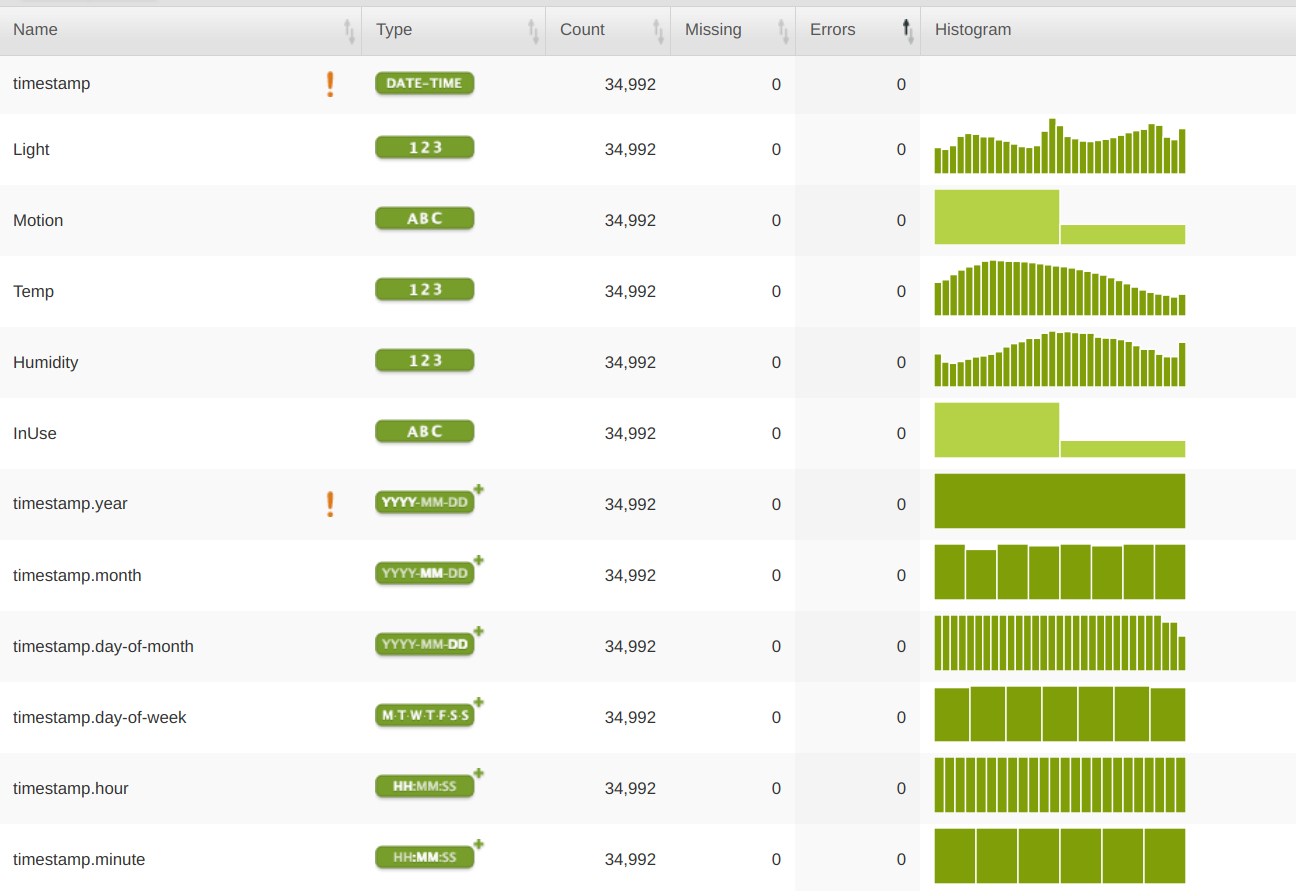 Name Type Count Missing Errors Histogram
timestamp ! DATE-TIME 34,992 0 0
Light 123 34,992 0 0
Motion ABC 34,992 0 0
Temp 123 34,992 0 0
Humidity 123 34,992 0 0
InUse ABC 34,992 0 0
timestamp.year ! YYYY-MM-DD 34,992 0 0
timestamp.month YYYY-MM-DD 34,992 0 0
timestamp.day-of-month YYYY-MM-DD 34,992 0 0
timestamp.day-of-week M·T·W·T·F·S·S 34,992 0 0
timestamp.hour HH:MM:SS 34,992 0 0
timestamp.minute HH:MM:SS 34,992 0 0